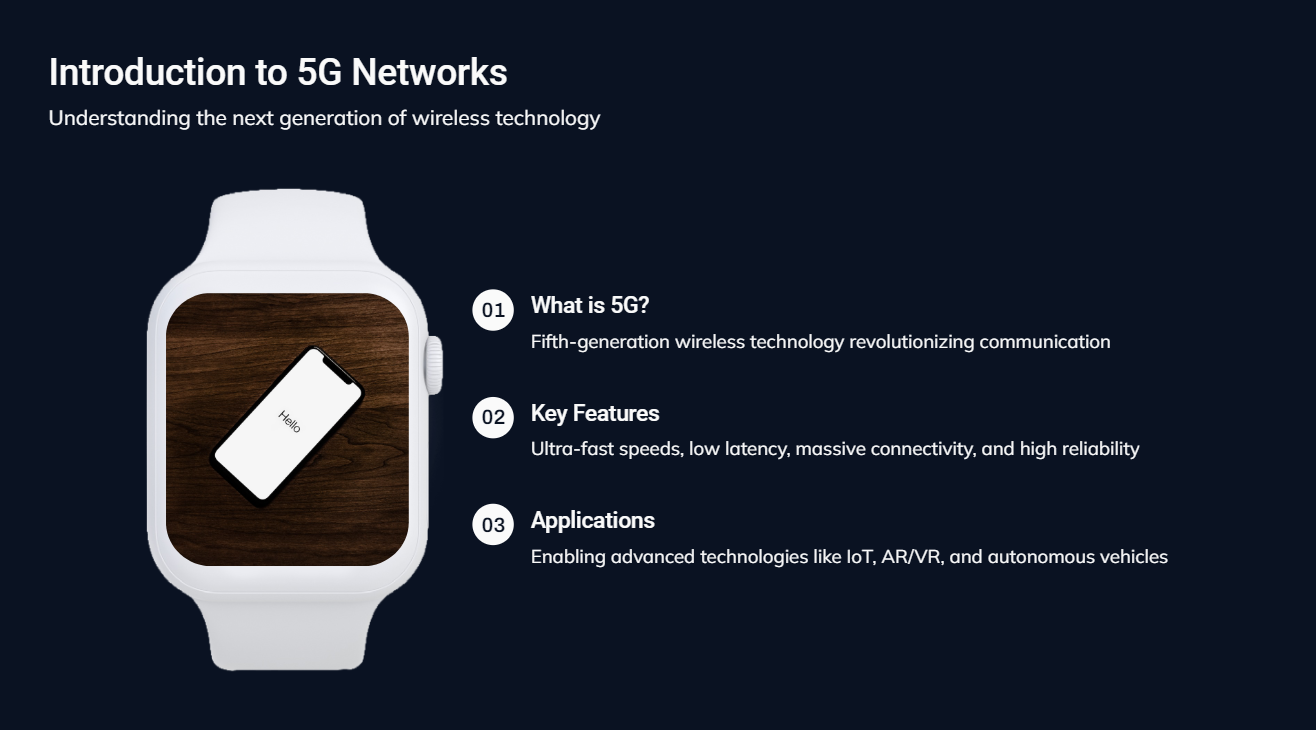 Introduction to 5G Networks
Understanding the next generation of wireless technology
Hello
01
What is 5G?
Fifth-generation wireless technology revolutionizing communication
02
Key Features
Ultra-fast speeds, low latency, massive connectivity, and high reliability
03
Applications
Enabling advanced technologies like IoT, AR/VR, and autonomous vehicles